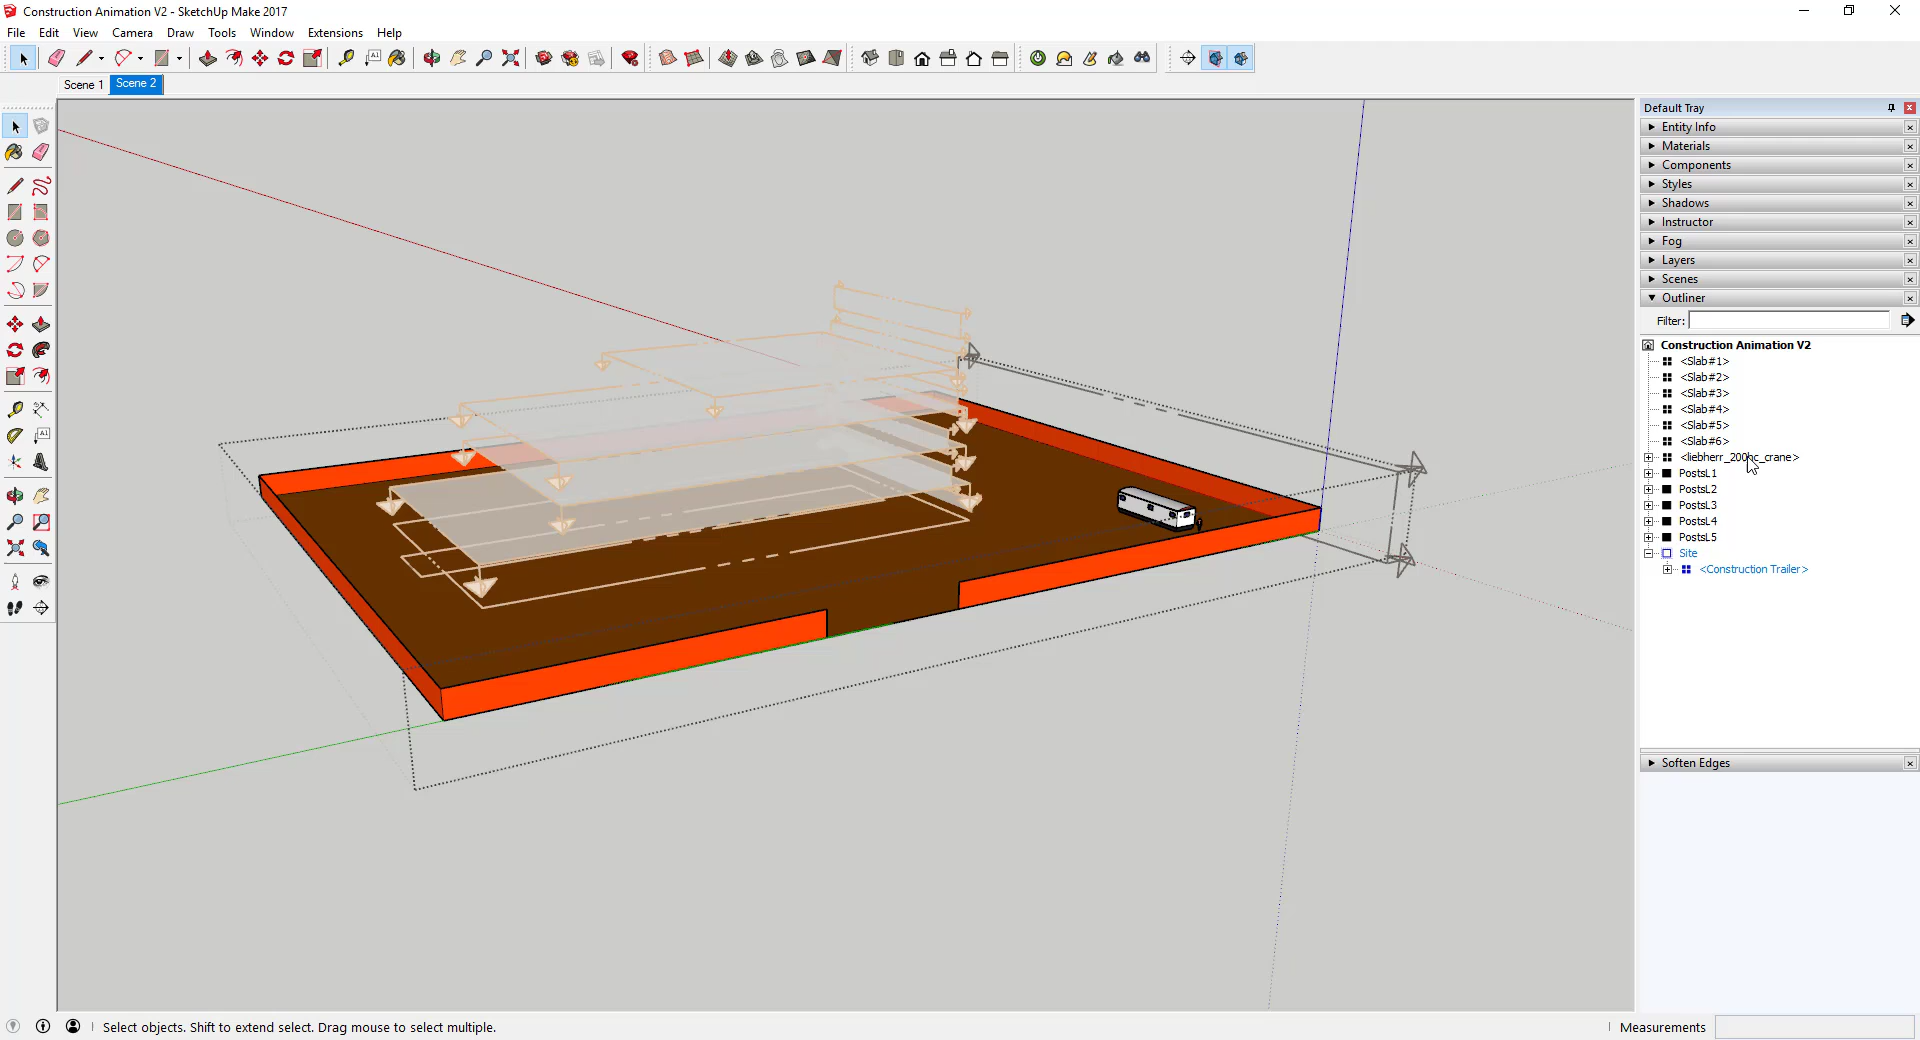 Construction Animation V2 - SketchUp Make 2017
File Edit View Camera Draw Tools Window Extensions Help
Scene 1 Scene 2
Default Tray
Entity Info
Materials
Components
Styles
Shadows
Instructor
Fog
Layers
Scenes
Outliner
Filter:
Construction Animation V2
<Slab#1>
<Slab#2>
<Slab#3>
<Slab#4>
<Slab#5>
<Slab#6>
<liebherr_200hc_crane>
PostsL1
PostsL2
PostsL3
PostsL4
PostsL5
Site
<Construction Trailer>
Soften Edges
Select objects. Shift to extend select. Drag mouse to select multiple.
Measurements